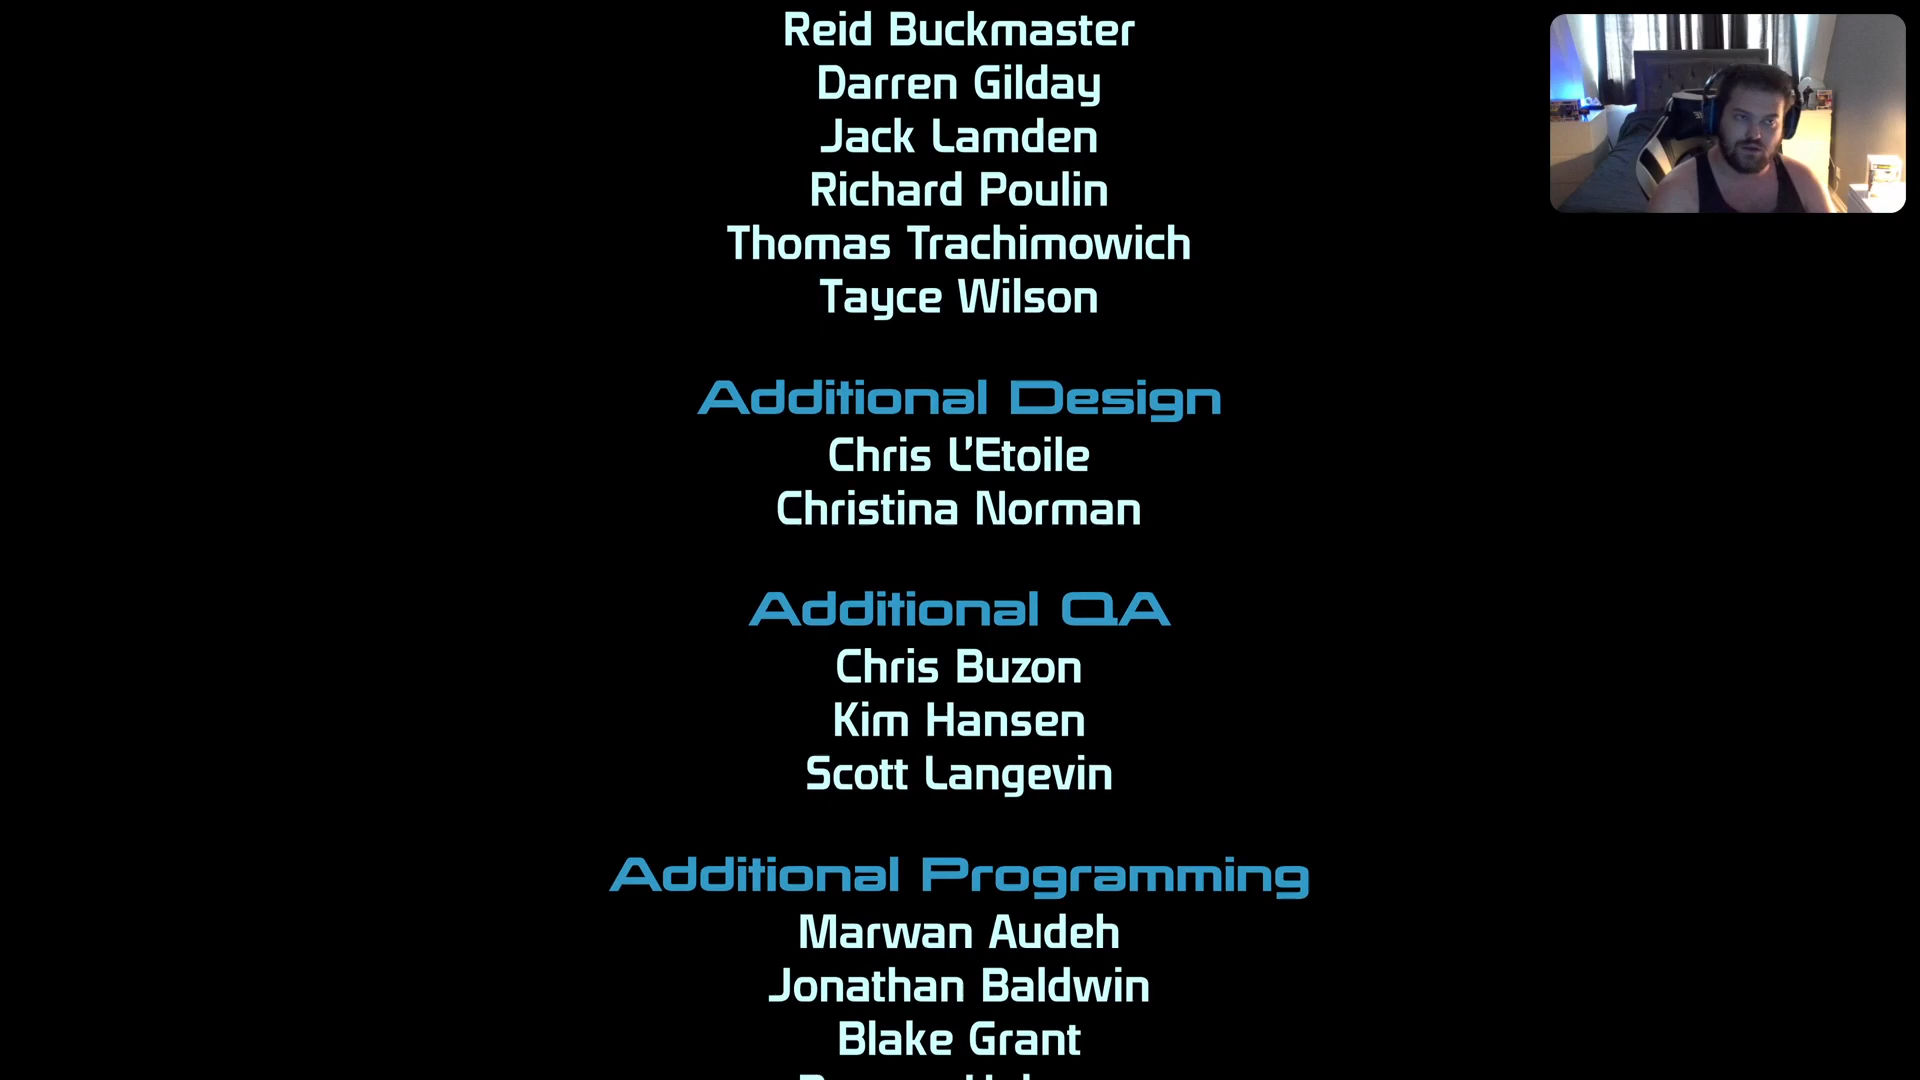 Reid Buckmaster
Darren Gilday
Jack Lamden
Richard Poulin
Thomas Trachimowich
Tayce Wilson
Additional Design
Chris L'Etoile
Christina Norman
Additional QA
Chris Buzon
Kim Hansen
Scott Langevin
Additional Programming
Marwan Audeh
Jonathan Baldwin
Blake Grant